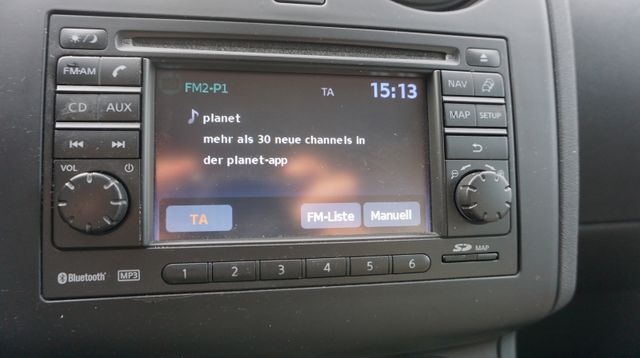 FM2-P1 TA 15:13
planet
mehr als 30 neue channels in
der planet-app
TA FM-Liste Manuell
FM·AM
CD AUX
VOL
Bluetooth MP3
NAV
MAP SETUP
SD MAP
1 2 3 4 5 6